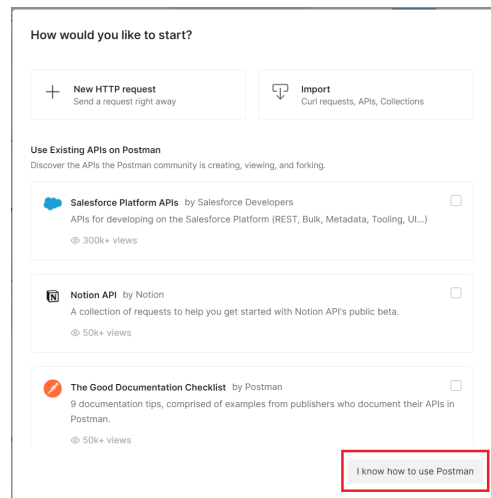 How would you like to start?
New HTTP request
Send a request right away
Import
Curl requests, APIs, Collections
Use Existing APIs on Postman
Discover the APIs the Postman community is creating, viewing, and forking.
Salesforce Platform APIs by Salesforce Developers
APIs for developing on the Salesforce Platform (REST, Bulk, Metadata, Tooling, UI...)
300k+ views
N
Notion API by Notion
A collection of requests to help you get started with Notion API's public beta.
50k+ views
The Good Documentation Checklist by Postman
9 documentation tips, comprised of examples from publishers who document their APIs in
Postman.
50k+ views
I know how to use Postman